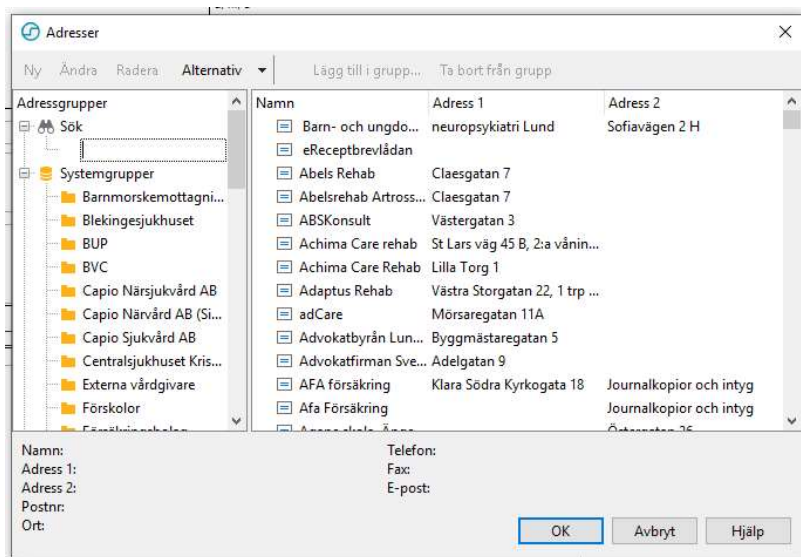 Adresser
Ny Ändra Radera Alternativ Lägg till i grupp... Ta bort från grupp
Adressgrupper
Sök
Systemgrupper
Barnmorskemottagni...
Blekingesjukhuset
BUP
BVC
Capio Närsjukvård AB
Capio Närvård AB (Si...
Capio Sjukvård AB
Centralsjukhuset Kris...
Externa vårdgivare
Förskolor
Namn Adress 1 Adress 2
Barn- och ungdo... neuropsykiatri Lund Sofiavägen 2 H
eReceptbrevlådan
Abels Rehab Claesgatan 7
Abelsrehab Artross... Claesgatan 7
ABSKonsult Västergatan 3
Achima Care rehab St Lars väg 45 B, 2:a vånin...
Achima Care Rehab Lilla Torg 1
Adaptus Rehab Västra Storgatan 22, 1 trp ...
adCare Mörsaregatan 11A
Advokatbyrån Lun... Byggmästaregatan 5
Advokatfirman Sve... Adelgatan 9
AFA försäkring Klara Södra Kyrkogata 18 Journalkopior och intyg
Afa Försäkring Journalkopior och intyg
Namn:
Adress 1:
Adress 2:
Postnr:
Ort:
Telefon:
Fax:
E-post:
OK Avbryt Hjälp